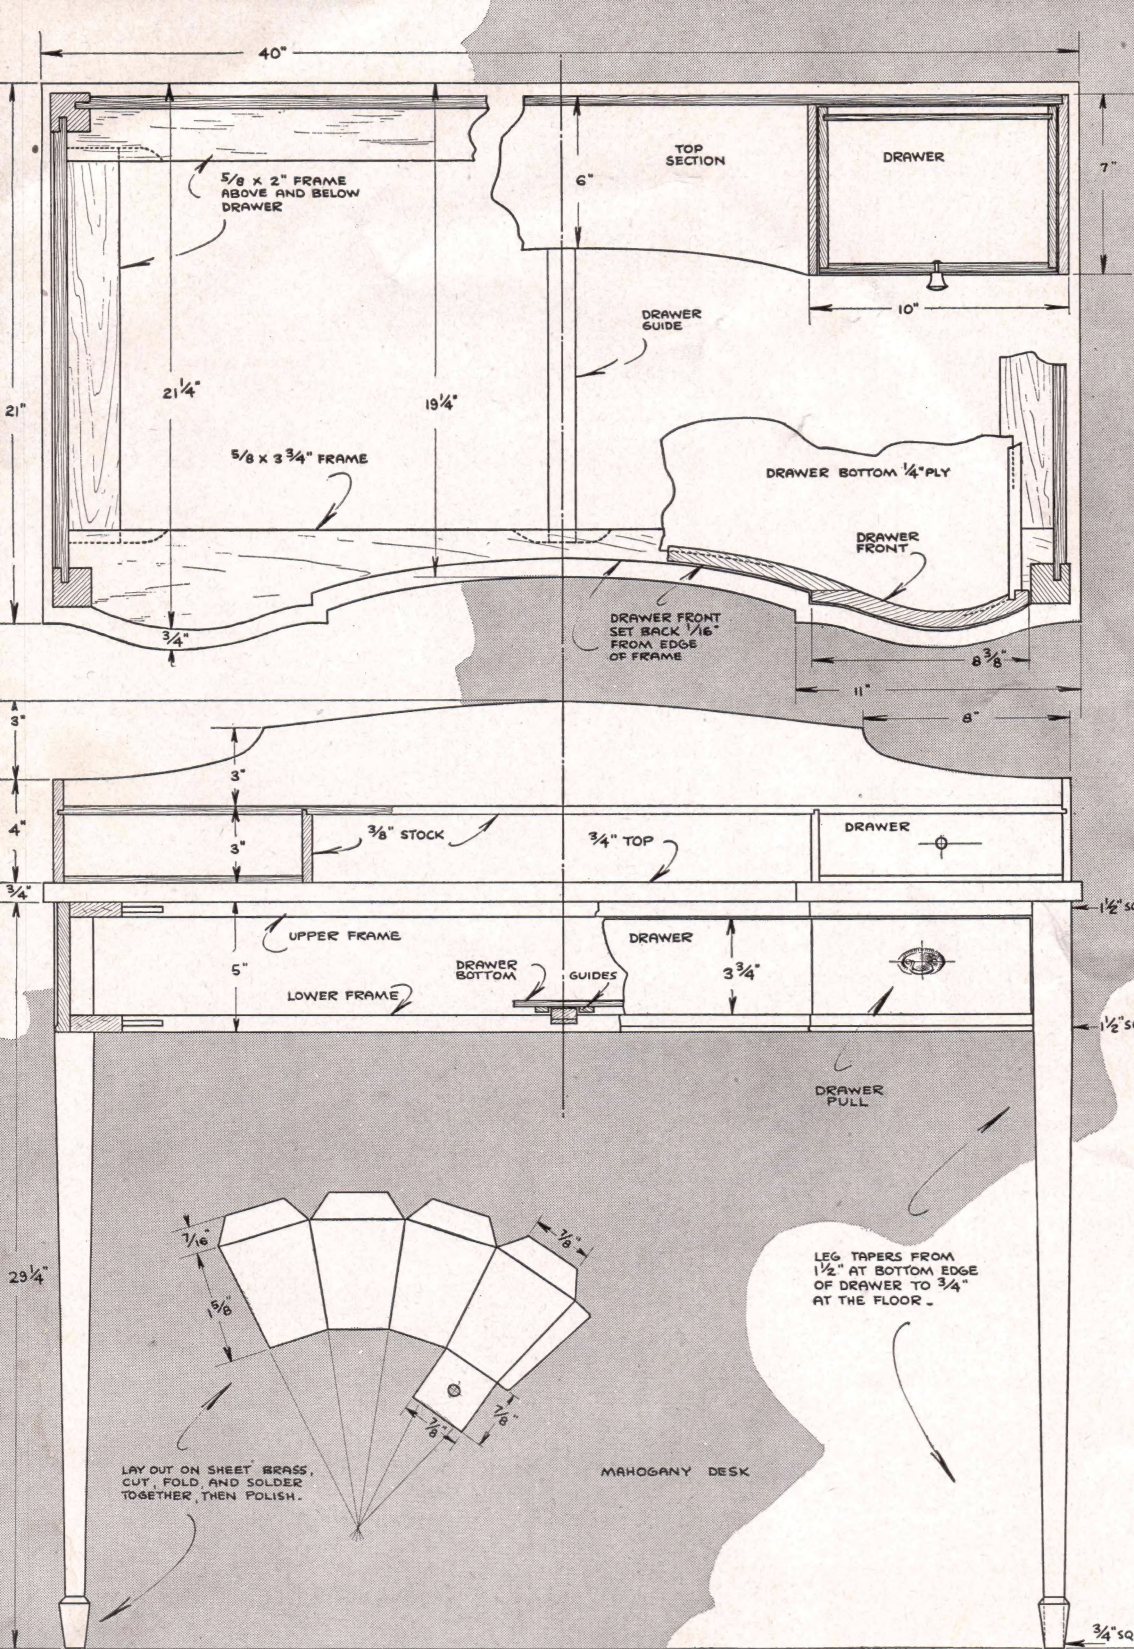 40"
TOP
SECTION
DRAWER
7"
5/8 X 2" FRAME
ABOVE AND BELOW
DRAWER
6"
10"
DRAWER
GUIDE
21"
21 1/4"
19 1/4"
5/8 X 3 3/4" FRAME
DRAWER BOTTOM 1/4" PLY
DRAWER
FRONT
3/4"
DRAWER FRONT
SET BACK 1/16"
FROM EDGE
OF FRAME
8 3/8"
11"
3"
8"
3"
4"
3"
3/8" STOCK
3/4" TOP
DRAWER
3/4"
1 1/2" SQ
UPPER FRAME
DRAWER
5"
DRAWER
BOTTOM
GUIDES
3 3/4"
LOWER FRAME
1 1/2" S
DRAWER
PULL
7/16"
7/8"
29 1/4"
1 5/8"
LEG TAPERS FROM
1 1/2" AT BOTTOM EDGE
OF DRAWER TO 3/4"
AT THE FLOOR.
7/8"
7/8"
LAY OUT ON SHEET BRASS,
CUT, FOLD, AND SOLDER
TOGETHER, THEN POLISH.
MAHOGANY DESK
3/4" SQ